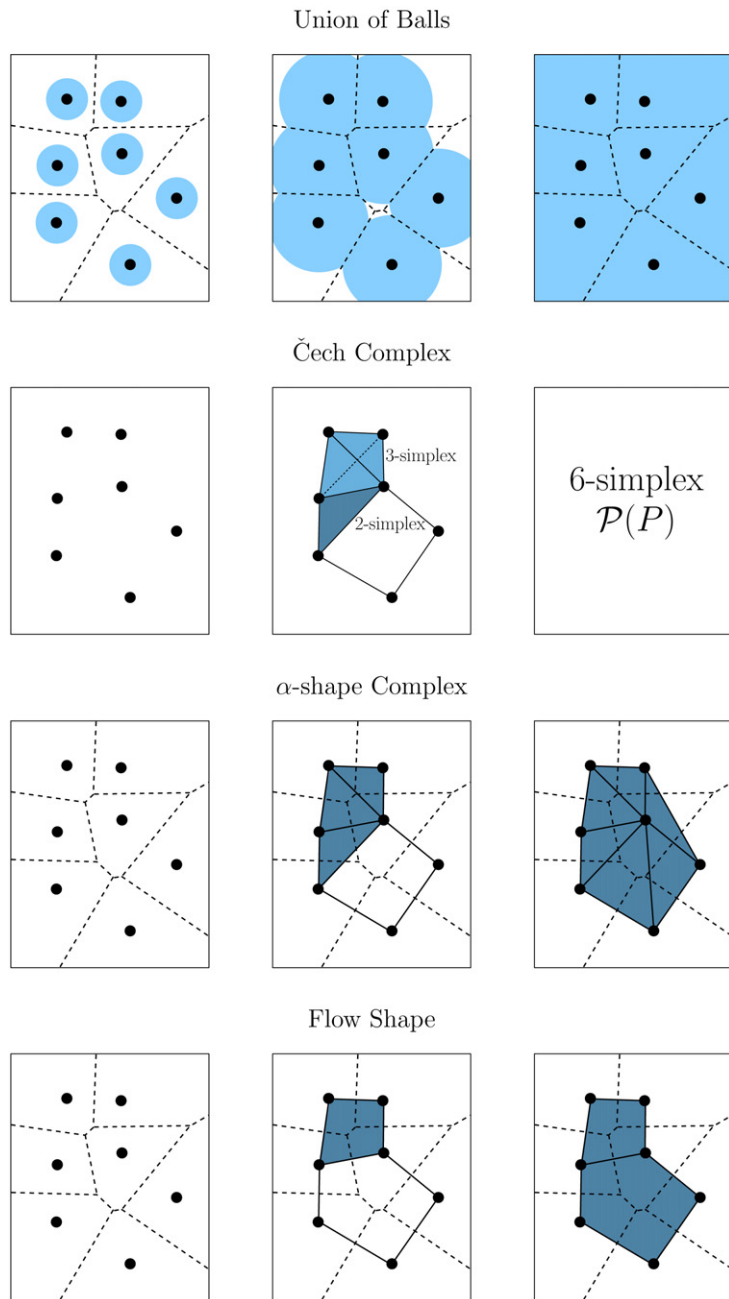 Union of Balls
Čech Complex
3-simplex
2-simplex
6-simplex
𝒫(P)
α-shape Complex
Flow Shape